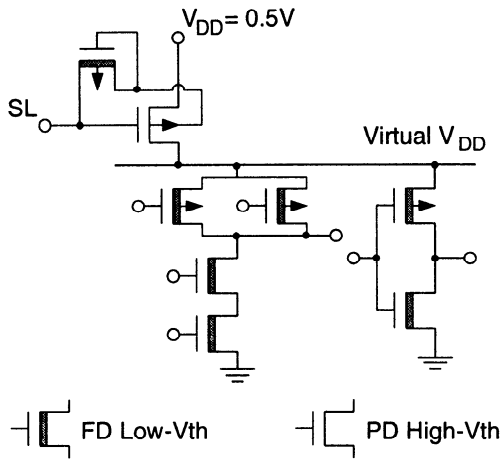 V_DD = 0.5V
SL
Virtual V_DD
FD Low-Vth
PD High-Vth